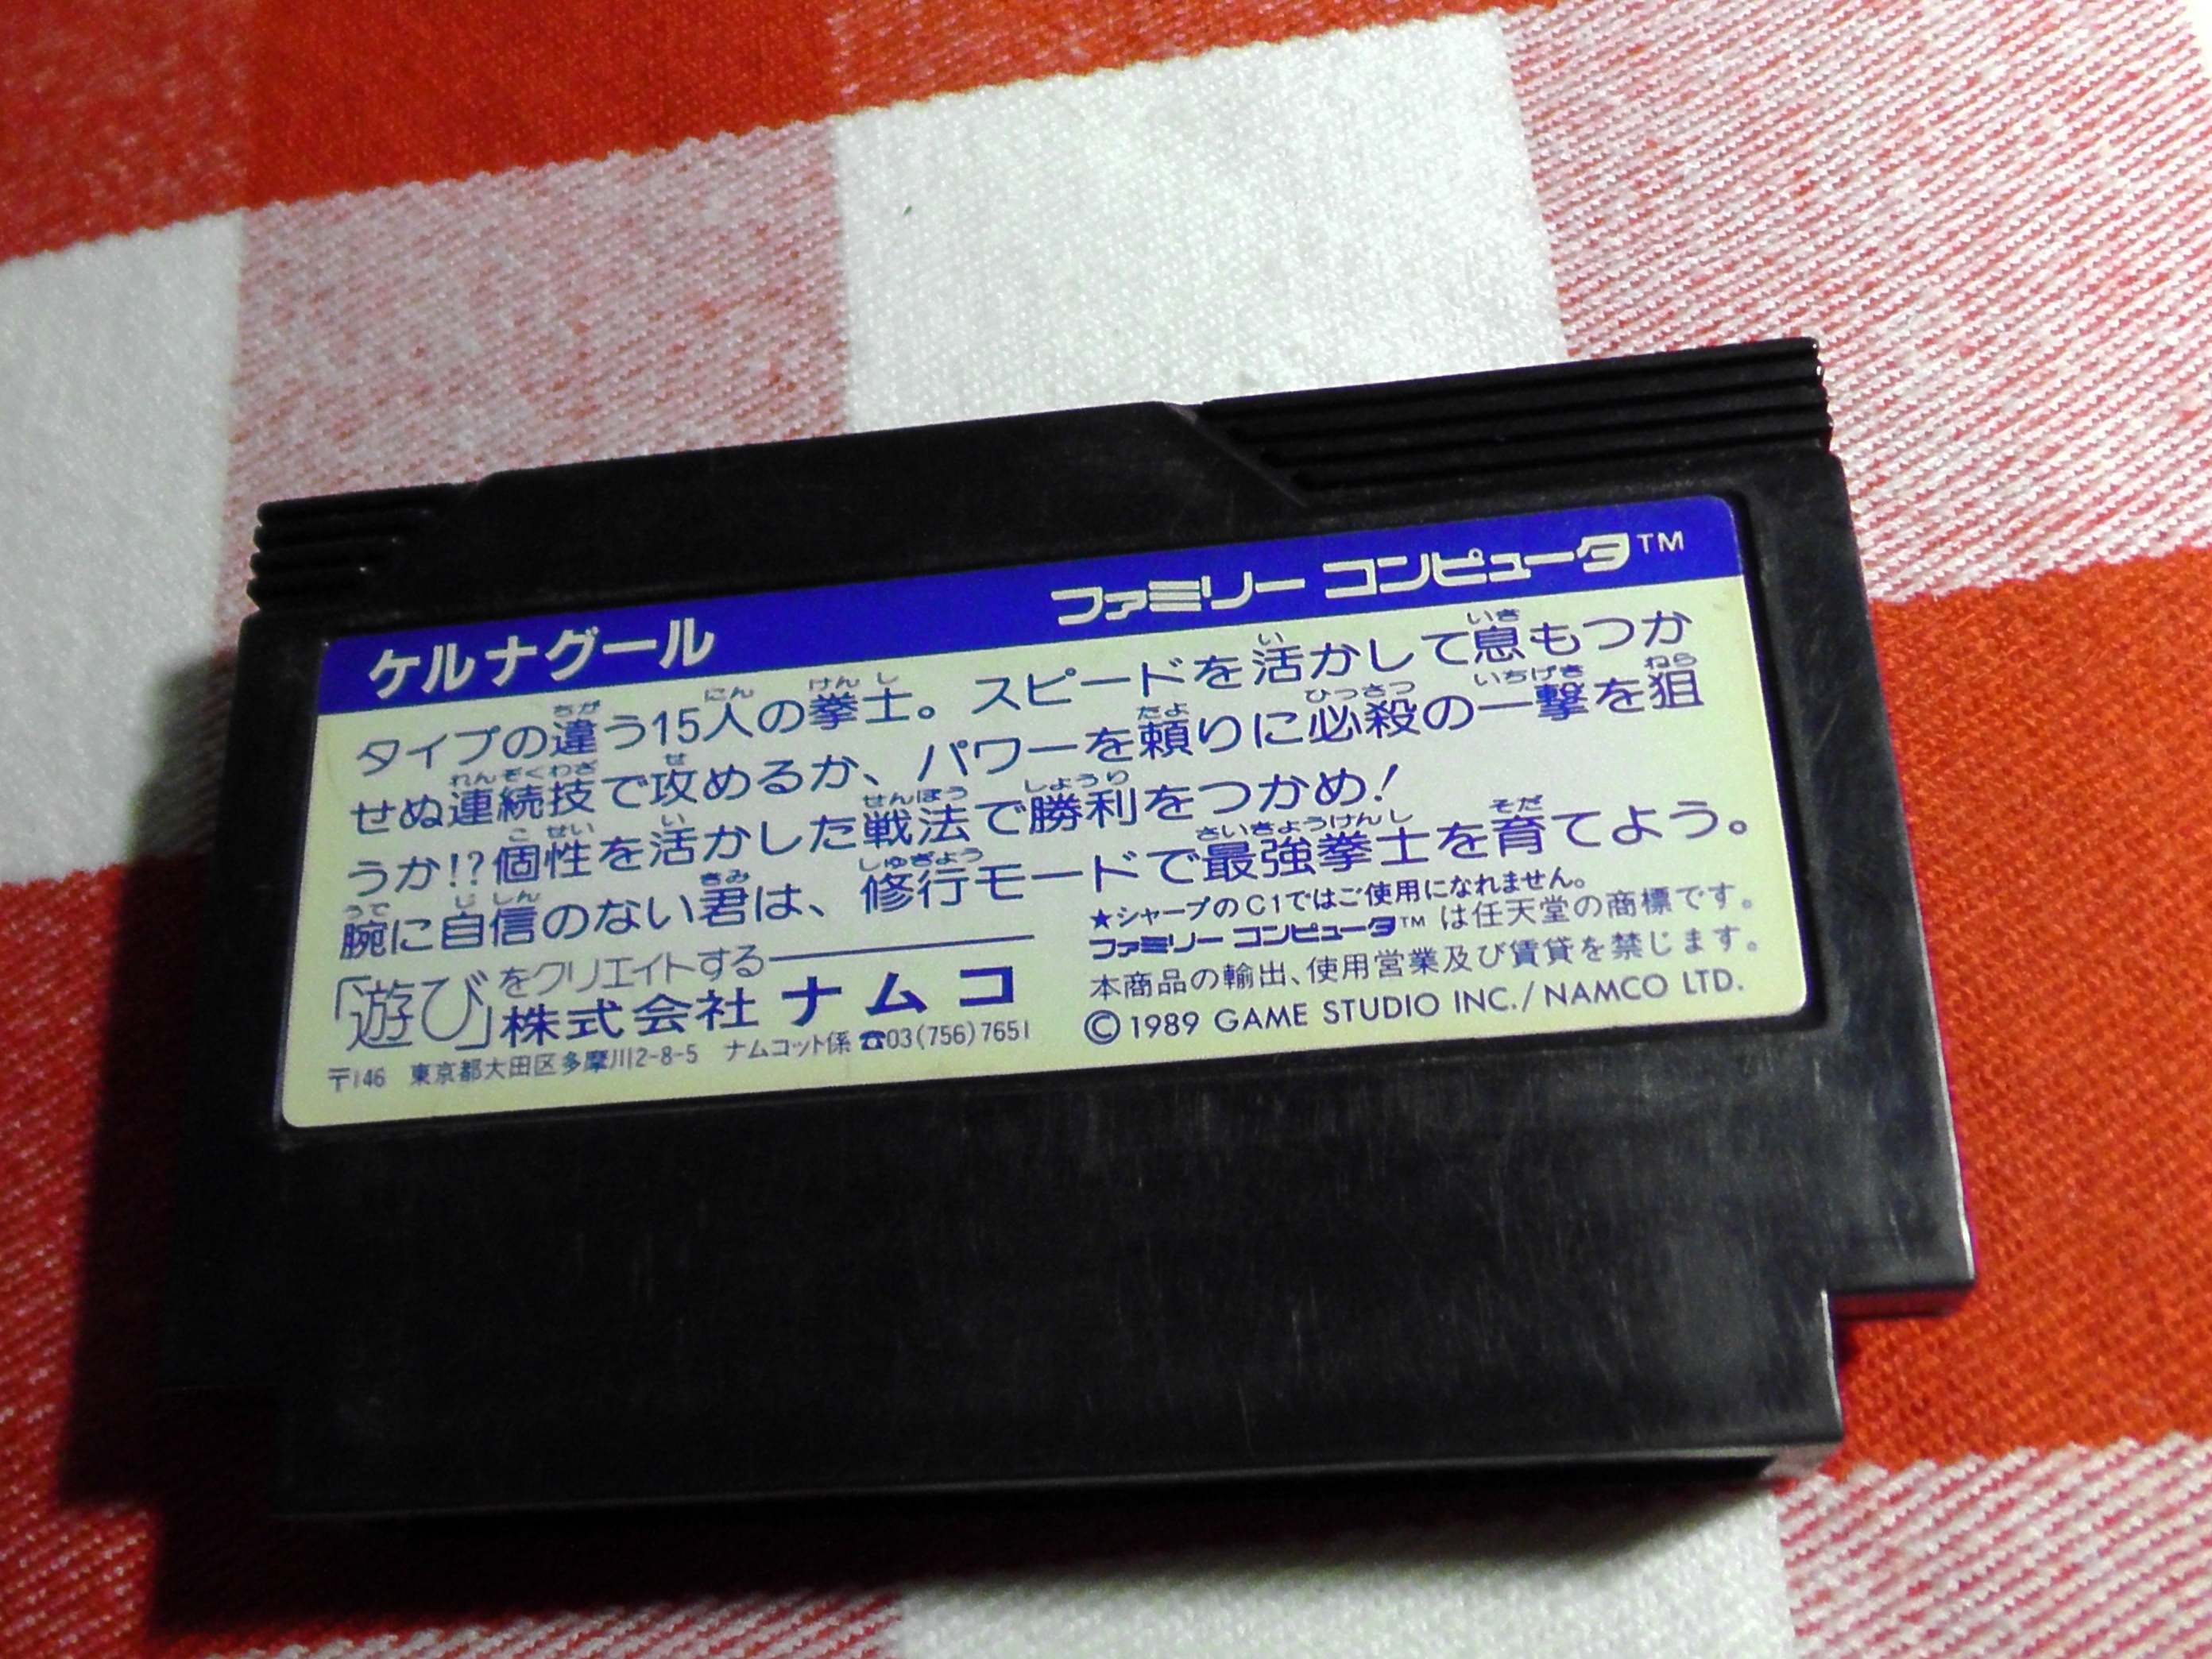 ケルナグール
ファミリー コンピュータ™
タイプの違う15人の拳士。スピードを活かして息もつか
せぬ連続技で攻めるか、パワーを頼りに必殺の一撃を狙
うか!?個性を活かした戦法で勝利をつかめ!
腕に自信のない君は、修行モードで最強拳士を育てよう。
「遊び」をクリエイトする
株式会社ナムコ
〒146 東京都大田区多摩川2-8-5 ナムコット係 ☎03(756)7651
★シャープのC1ではご使用になれません。
ファミリー コンピュータ™ は任天堂の商標です。
本商品の輸出、使用営業及び賃貸を禁じます。
©1989 GAME STUDIO INC./NAMCO LTD.